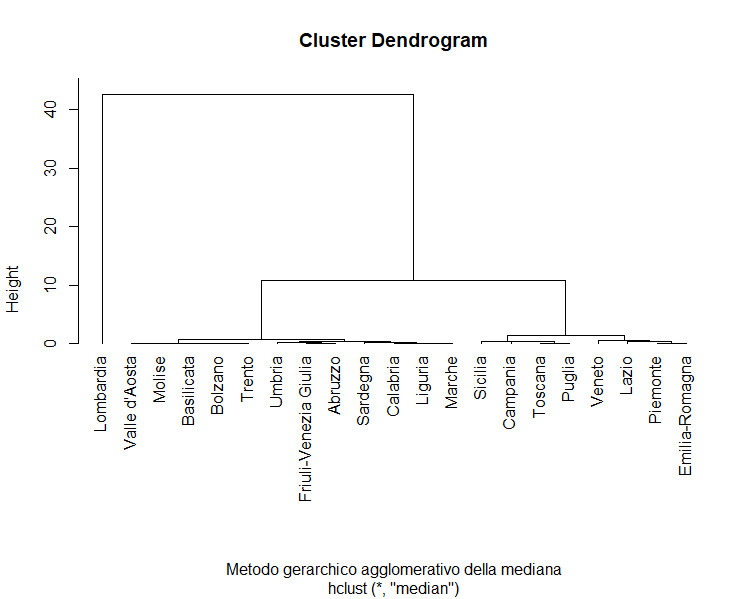 Cluster Dendrogram
Height
40
30
20
10
0
Lombardia
Valle d'Aosta
Molise
Basilicata
Bolzano
Trento
Umbria
Friuli-Venezia Giulia
Abruzzo
Sardegna
Calabria
Liguria
Marche
Sicilia
Campania
Toscana
Puglia
Veneto
Lazio
Piemonte
Emilia-Romagna
Metodo gerarchico agglomerativo della mediana
hclust (*, "median")